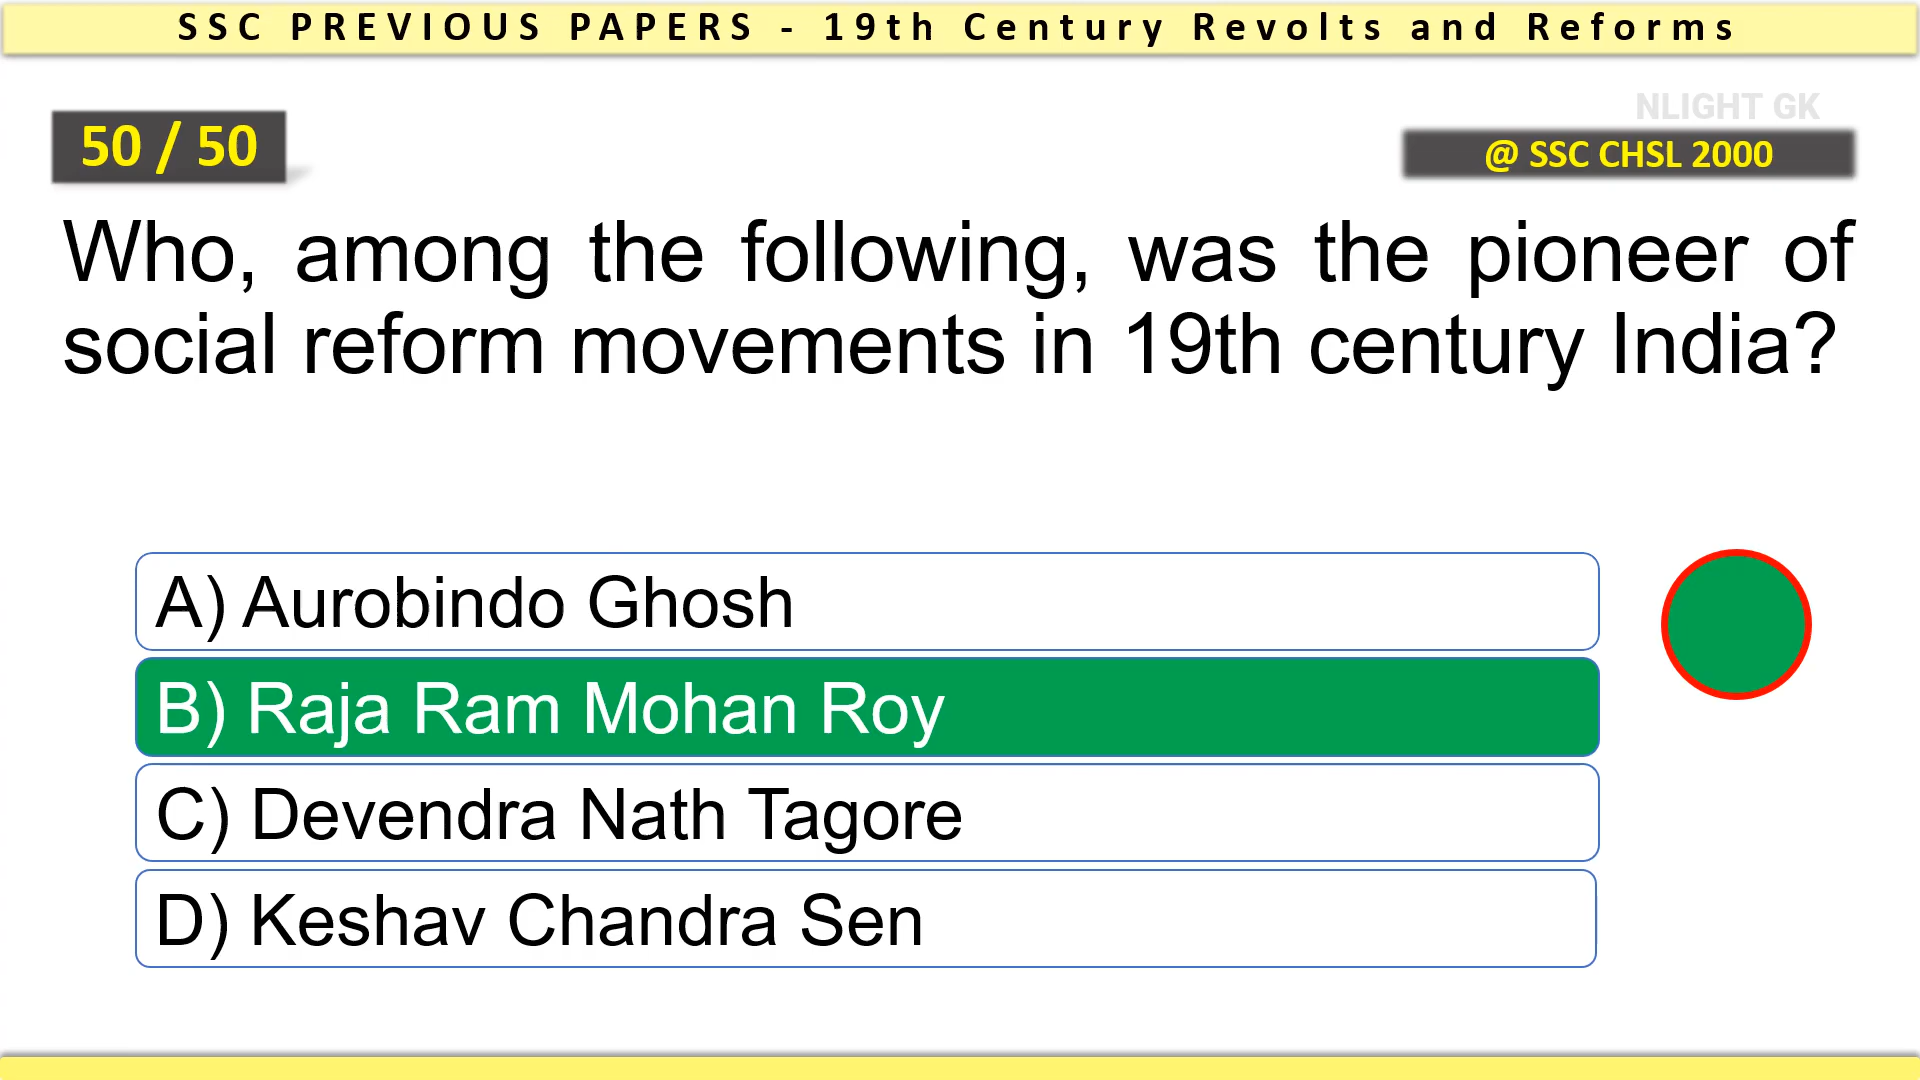 SSC PREVIOUS PAPERS - 19th Century Revolts and Reforms
NLIGHT GK
50 / 50
@ SSC CHSL 2000
Who, among the following, was the pioneer of
social reform movements in 19th century India?
A) Aurobindo Ghosh
B) Raja Ram Mohan Roy
C) Devendra Nath Tagore
D) Keshav Chandra Sen